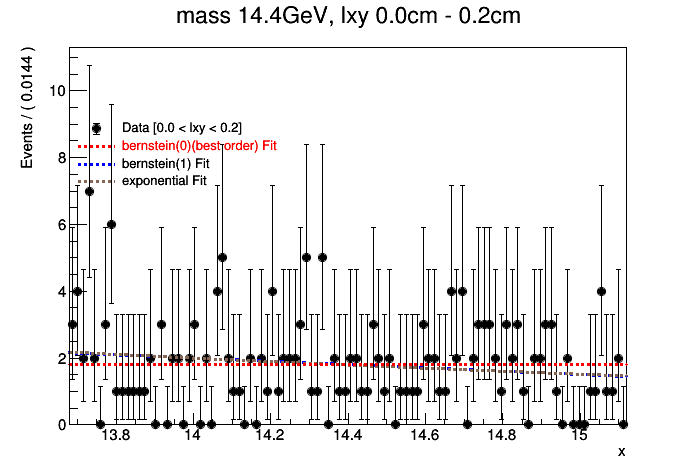 mass 14.4GeV, lxy 0.0cm - 0.2cm
Events / ( 0.0144 )
10
8
6
4
2
0
Data [0.0 < lxy < 0.2]
bernstein(0)(best order) Fit
bernstein(1) Fit
exponential Fit
13.8 14 14.2 14.4 14.6 14.8 15
x